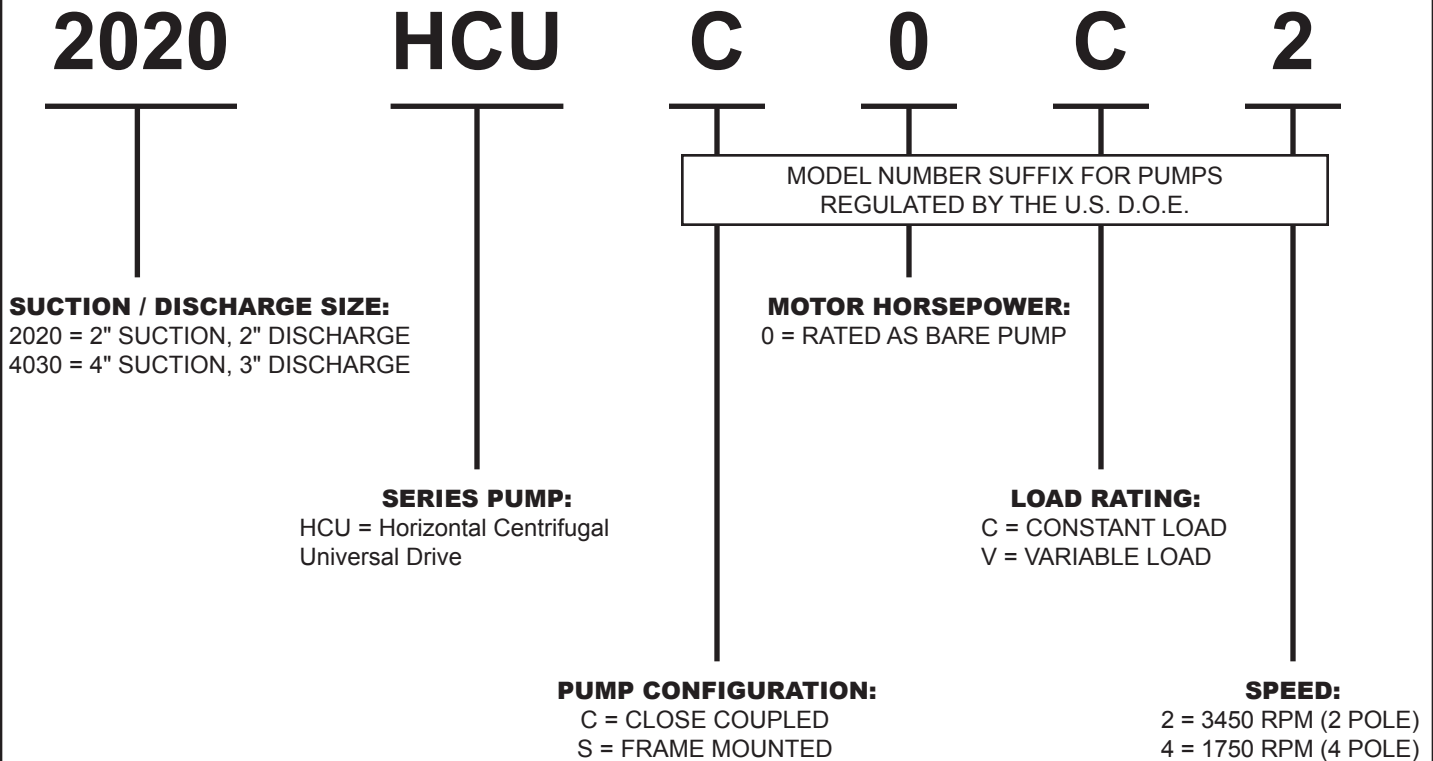 2020 HCU C 0 C 2
MODEL NUMBER SUFFIX FOR PUMPS
REGULATED BY THE U.S. D.O.E.
SUCTION / DISCHARGE SIZE:
2020 = 2" SUCTION, 2" DISCHARGE
4030 = 4" SUCTION, 3" DISCHARGE
MOTOR HORSEPOWER:
0 = RATED AS BARE PUMP
SERIES PUMP:
HCU = Horizontal Centrifugal
Universal Drive
LOAD RATING:
C = CONSTANT LOAD
V = VARIABLE LOAD
PUMP CONFIGURATION:
C = CLOSE COUPLED
S = FRAME MOUNTED
SPEED:
2 = 3450 RPM (2 POLE)
4 = 1750 RPM (4 POLE)